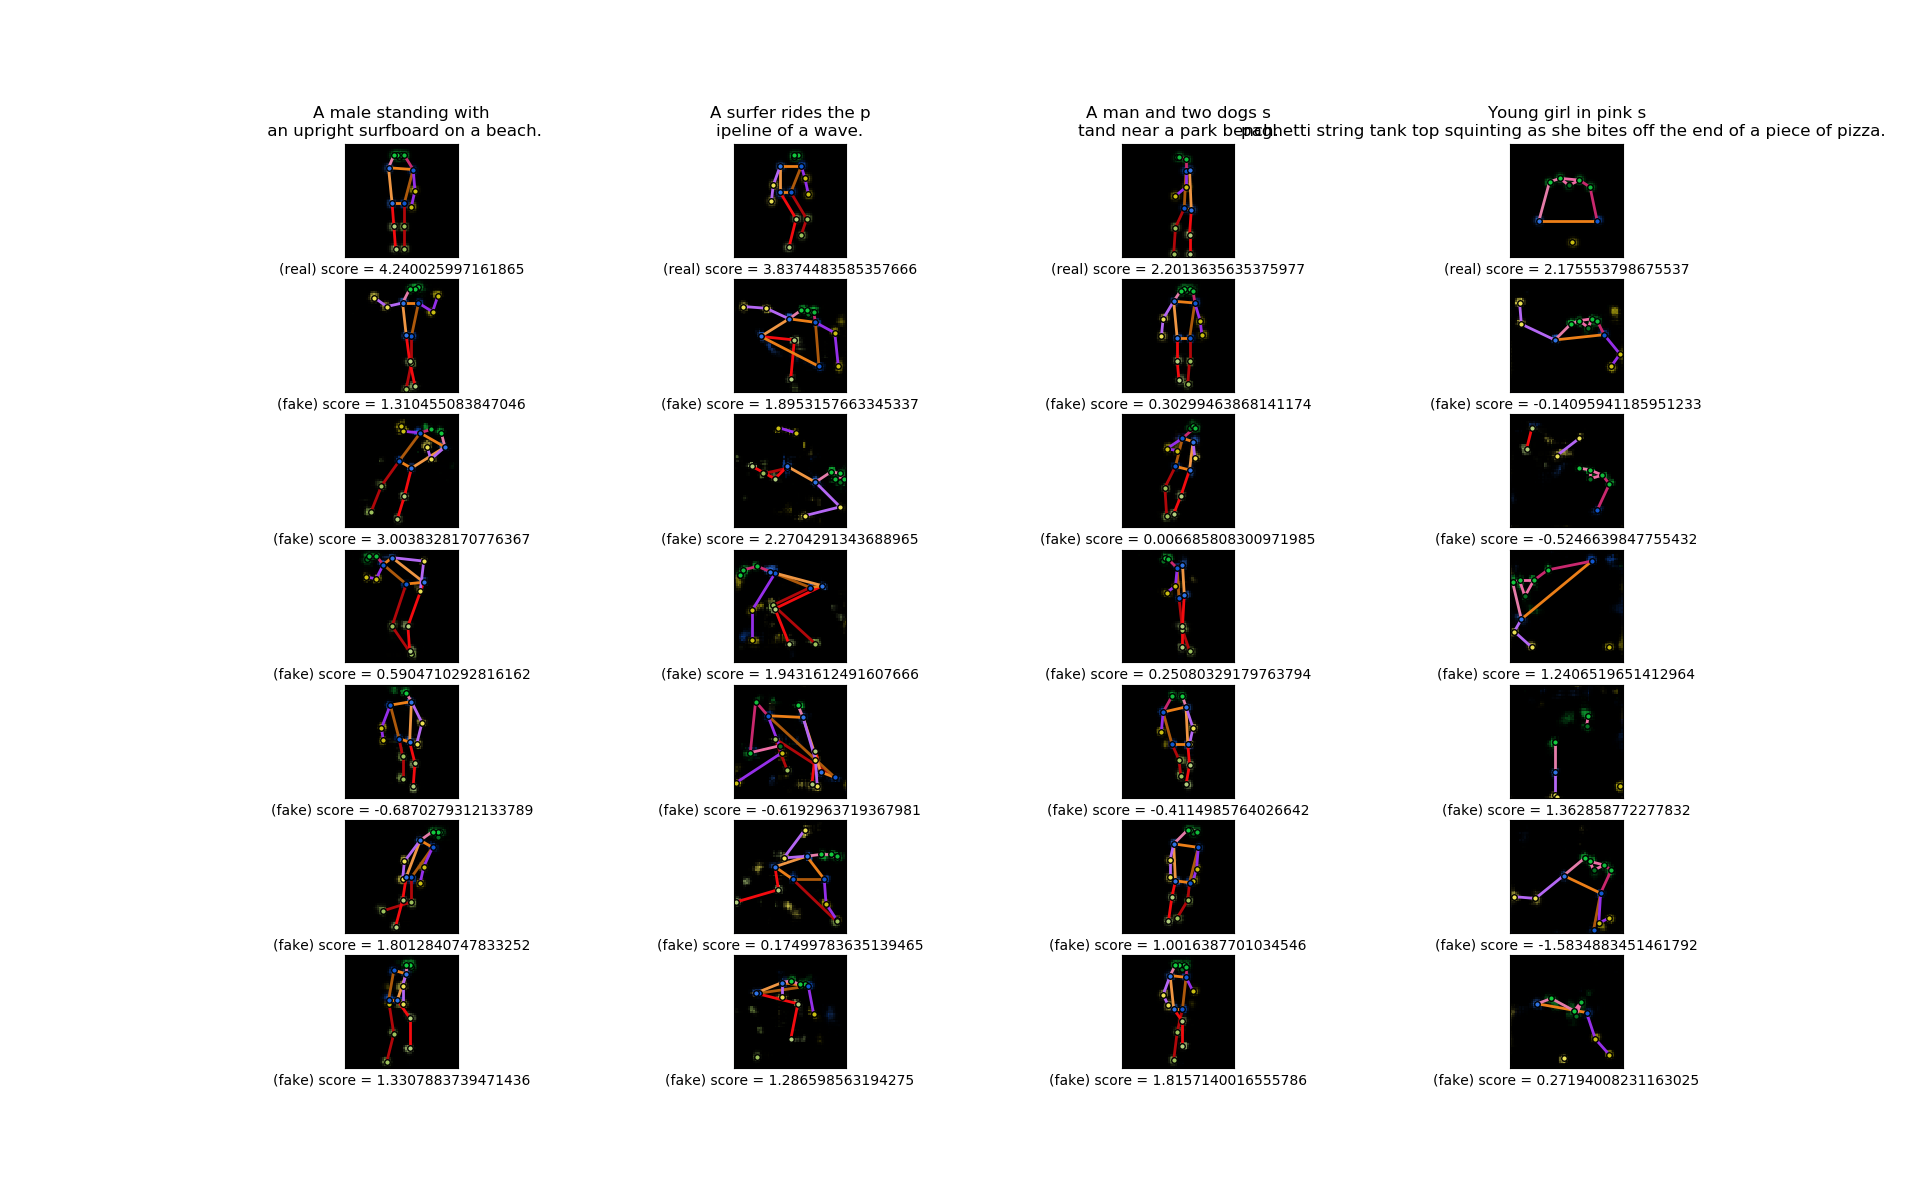 A male standing with
an upright surfboard on a beach.
A surfer rides the p
ipeline of a wave.
A man and two dogs s
tand near a park bench.
Young girl in pink s
paghetti string tank top squinting as she bites off the end of a piece of pizza.
(real) score = 4.240025997161865
(real) score = 3.8374483585357666
(real) score = 2.2013635635375977
(real) score = 2.175553798675537
(fake) score = 1.310455083847046
(fake) score = 1.8953157663345337
(fake) score = 0.30299463868141174
(fake) score = -0.14095941185951233
(fake) score = 3.0038328170776367
(fake) score = 2.2704291343688965
(fake) score = 0.006685808300971985
(fake) score = -0.5246639847755432
(fake) score = 0.5904710292816162
(fake) score = 1.9431612491607666
(fake) score = 0.25080329179763794
(fake) score = 1.2406519651412964
(fake) score = -0.6870279312133789
(fake) score = -0.6192963719367981
(fake) score = -0.4114985764026642
(fake) score = 1.362858772277832
(fake) score = 1.8012840747833252
(fake) score = 0.17499783635139465
(fake) score = 1.0016387701034546
(fake) score = -1.5834883451461792
(fake) score = 1.3307883739471436
(fake) score = 1.286598563194275
(fake) score = 1.8157140016555786
(fake) score = 0.27194008231163025